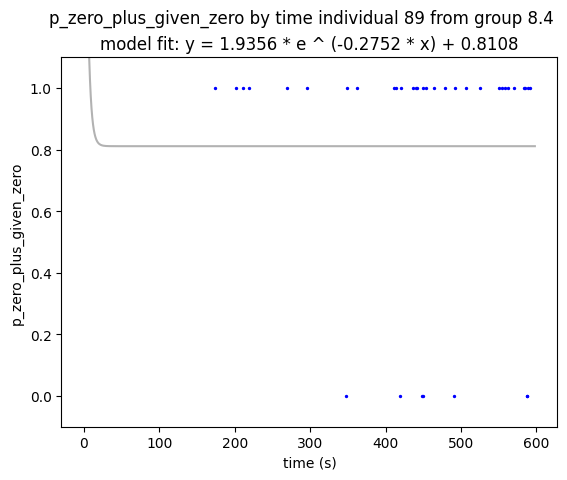 p_zero_plus_given_zero by time individual 89 from group 8.4
model fit: y = 1.9356 * e ^ (-0.2752 * x) + 0.8108
1.0
0.8
0.6
0.4
0.2
0.0
p_zero_plus_given_zero
0 100 200 300 400 500 600
time (s)